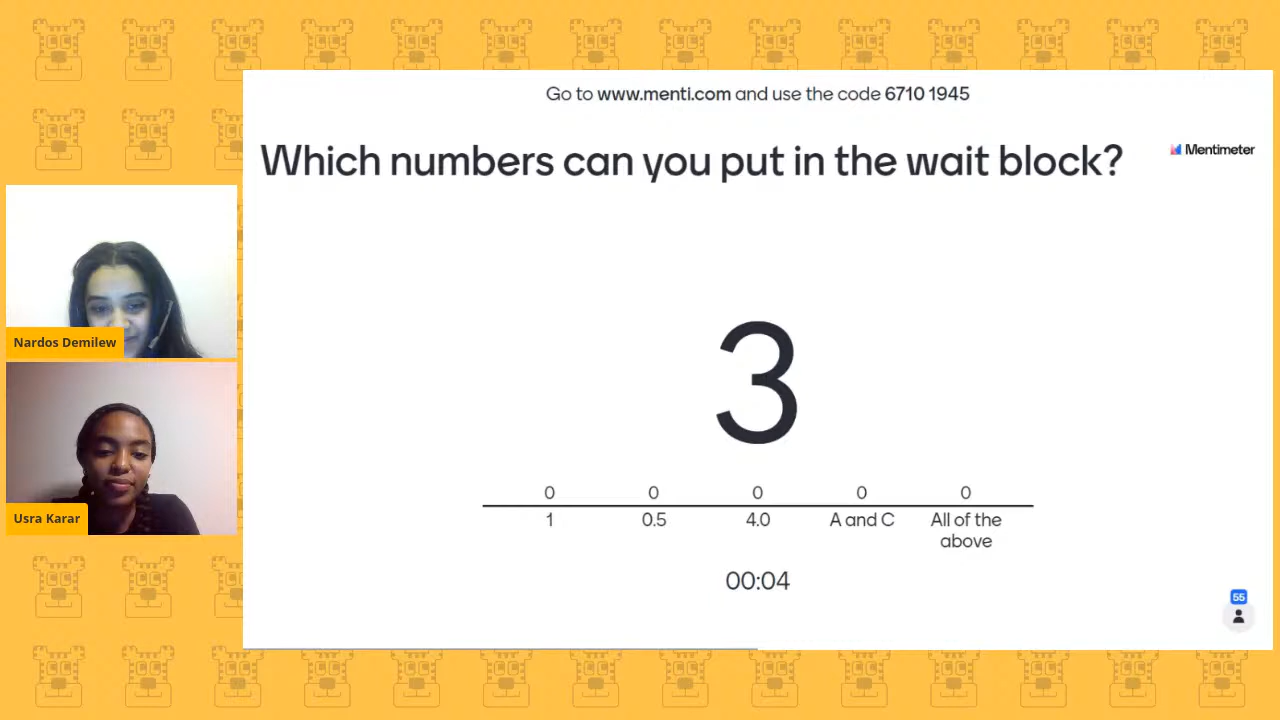 Go to www.menti.com and use the code 6710 1945
Which numbers can you put in the wait block?
Mentimeter
Nardos Demilew
Usra Karar
3
0 0 0 0 0
1 0.5 4.0 A and C All of the
above
00:04
55